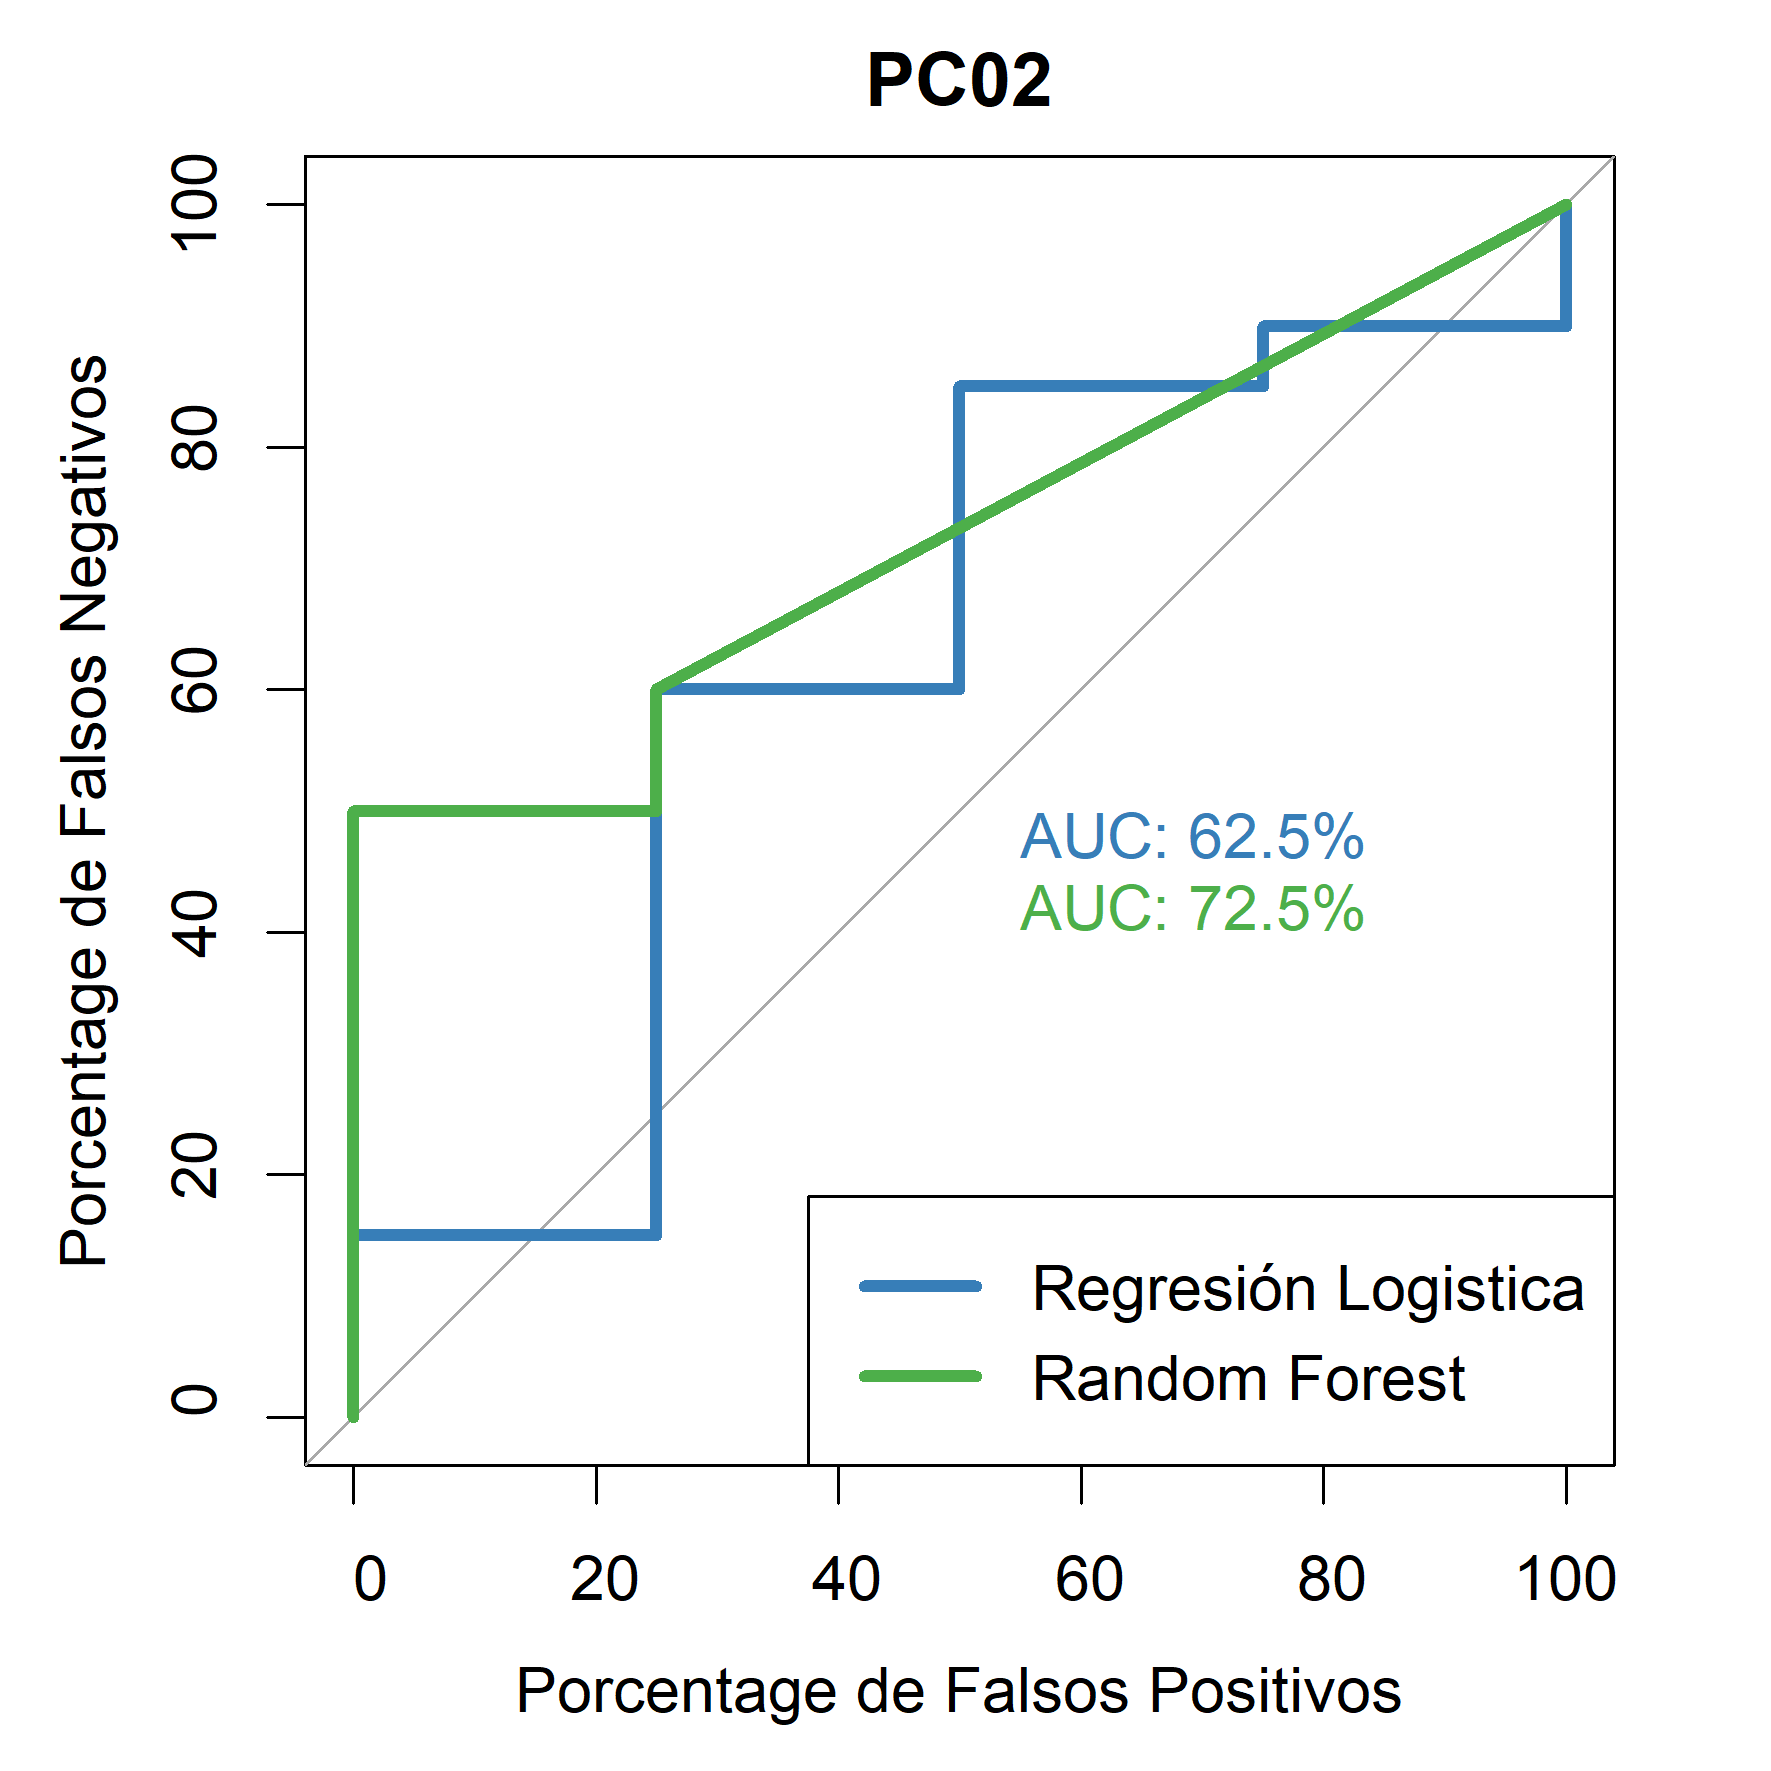 PC02
Porcentage de Falsos Negativos
100
80
60
40
20
0
AUC: 62.5%
AUC: 72.5%
Regresión Logistica
Random Forest
0 20 40 60 80 100
Porcentage de Falsos Positivos